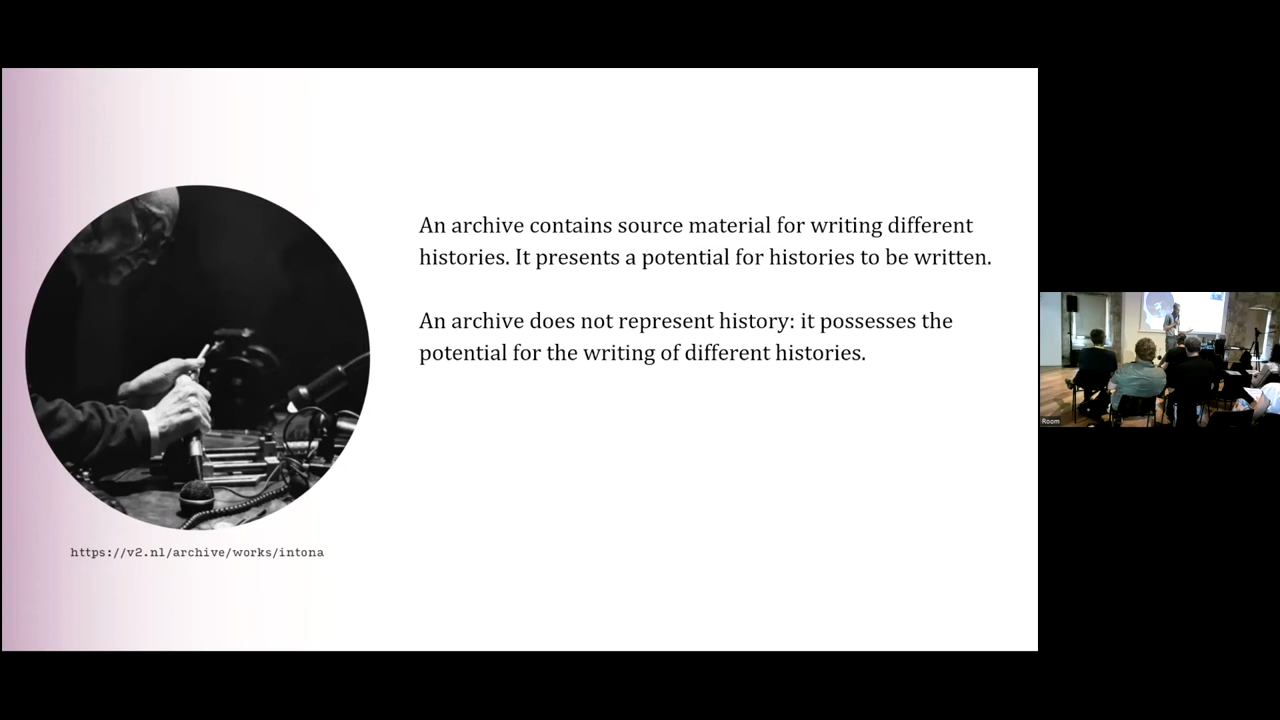 An archive contains source material for writing different
histories. It presents a potential for histories to be written.
An archive does not represent history: it possesses the
potential for the writing of different histories.
https://v2.nl/archive/works/intona
Room